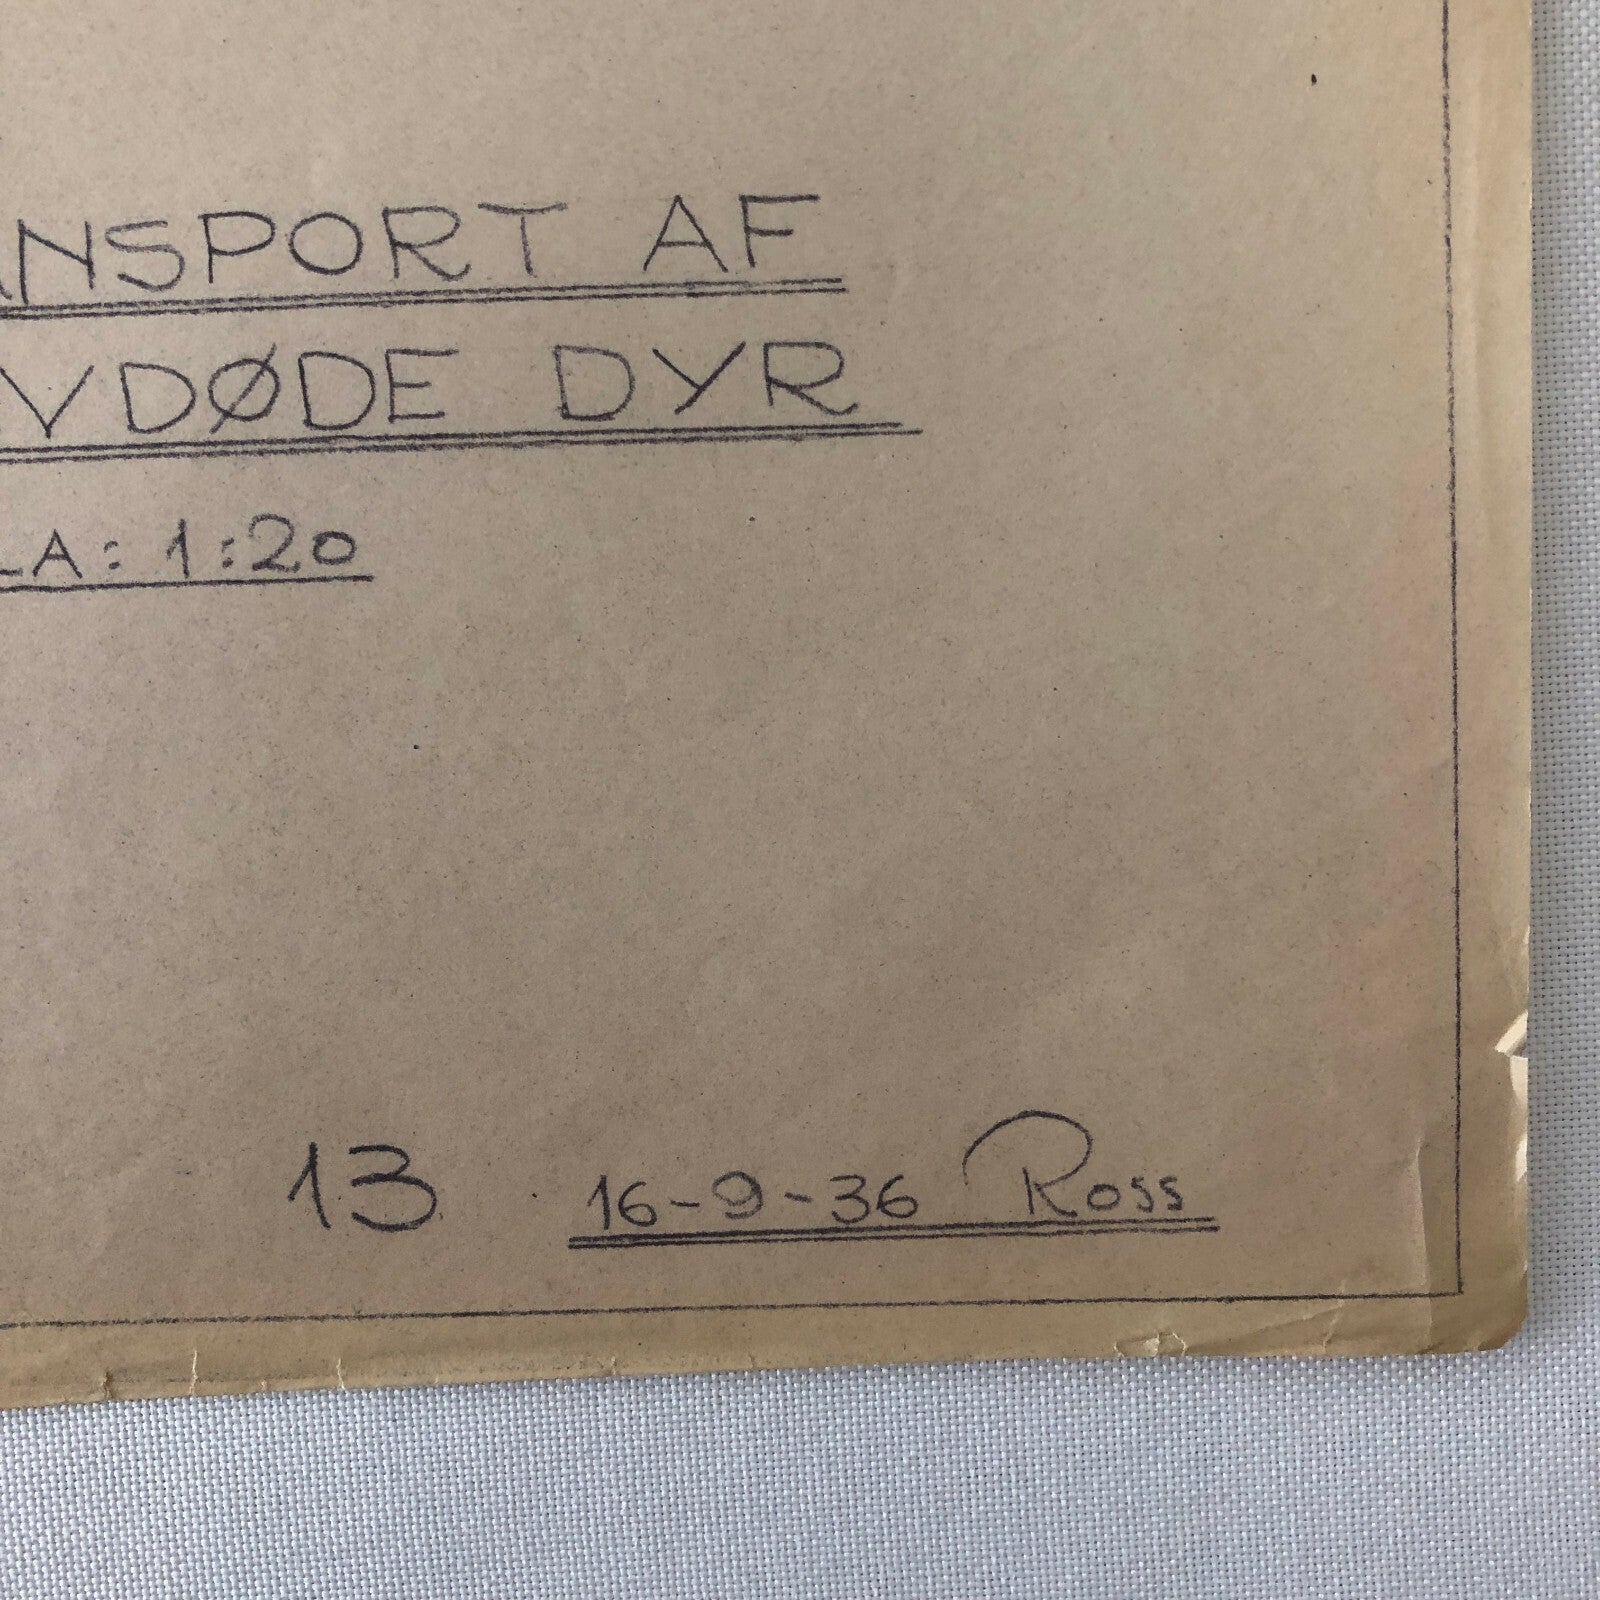 ANSPORT AF
VDØDE DYR
LA: 1:20
13 16-9-36 Ross